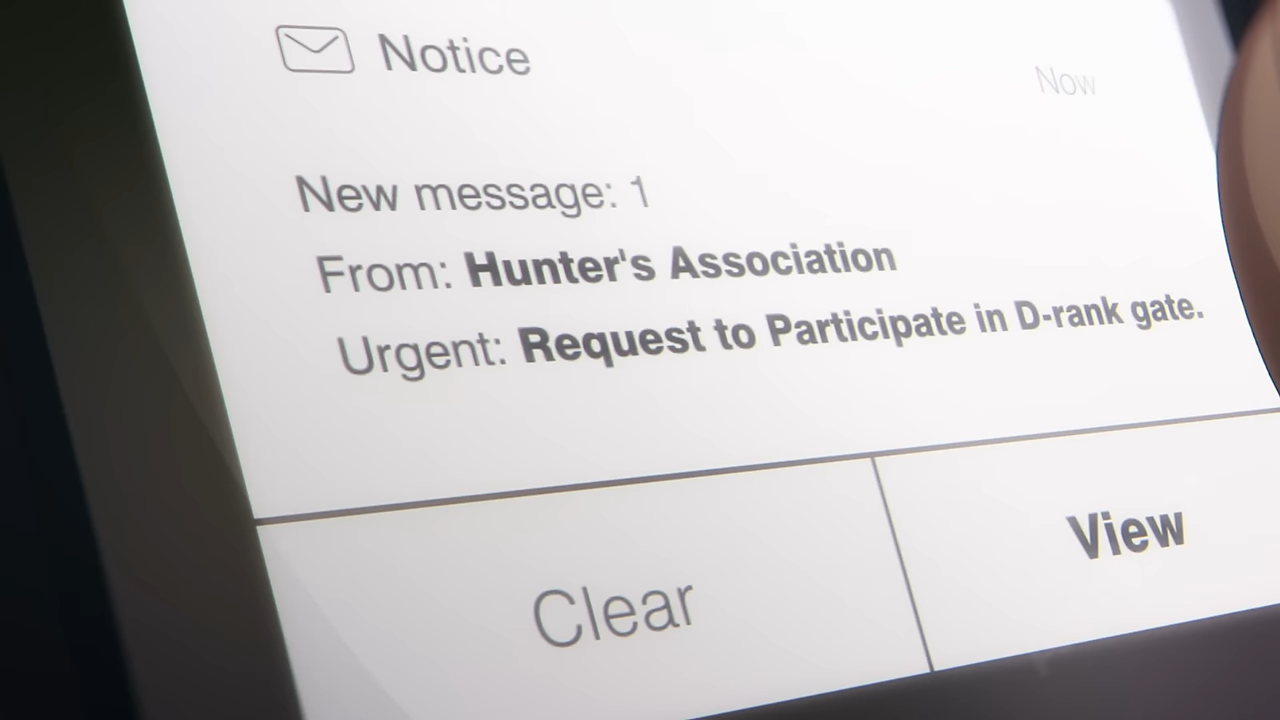 Notice
Now
New message: 1
From: Hunter's Association
Urgent: Request to Participate in D-rank gate.
Clear
View